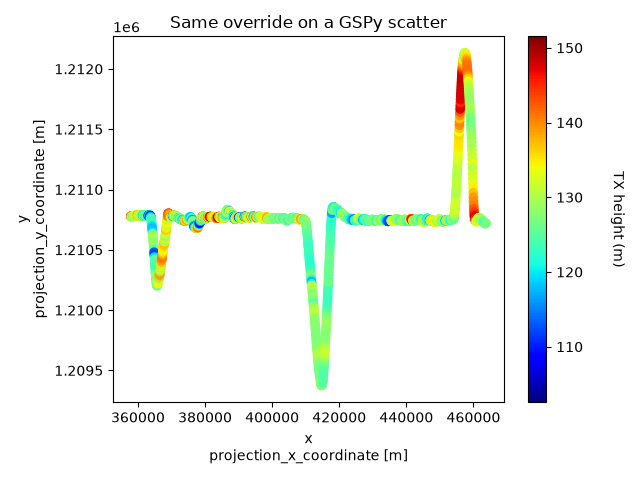 Same override on a GSPy scatter
1e6
1.2120
1.2115
1.2110
1.2105
1.2100
1.2095
y
projection_y_coordinate [m]
360000 380000 400000 420000 440000 460000
x
projection_x_coordinate [m]
150
140
130
120
110
TX height (m)